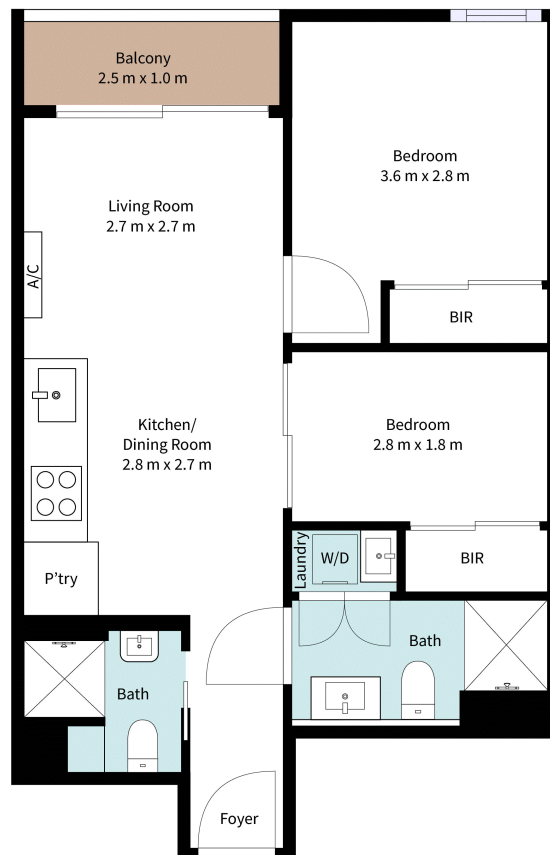 Balcony
2.5 m x 1.0 m
Bedroom
3.6 m x 2.8 m
Living Room
2.7 m x 2.7 m
A/C
BIR
Kitchen/
Dining Room
2.8 m x 2.7 m
Bedroom
2.8 m x 1.8 m
Laundry
W/D
BIR
P'try
Bath
Bath
Foyer